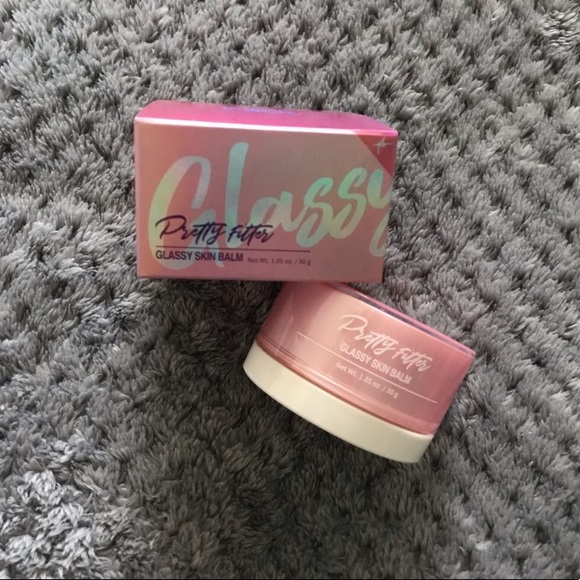 Glassy
Pretty Filter
GLASSY SKIN BALM Net Wt. 1.05 oz. / 30 g
Pretty Filter
GLASSY SKIN BALM
Net Wt. 1.05 oz. / 30 g